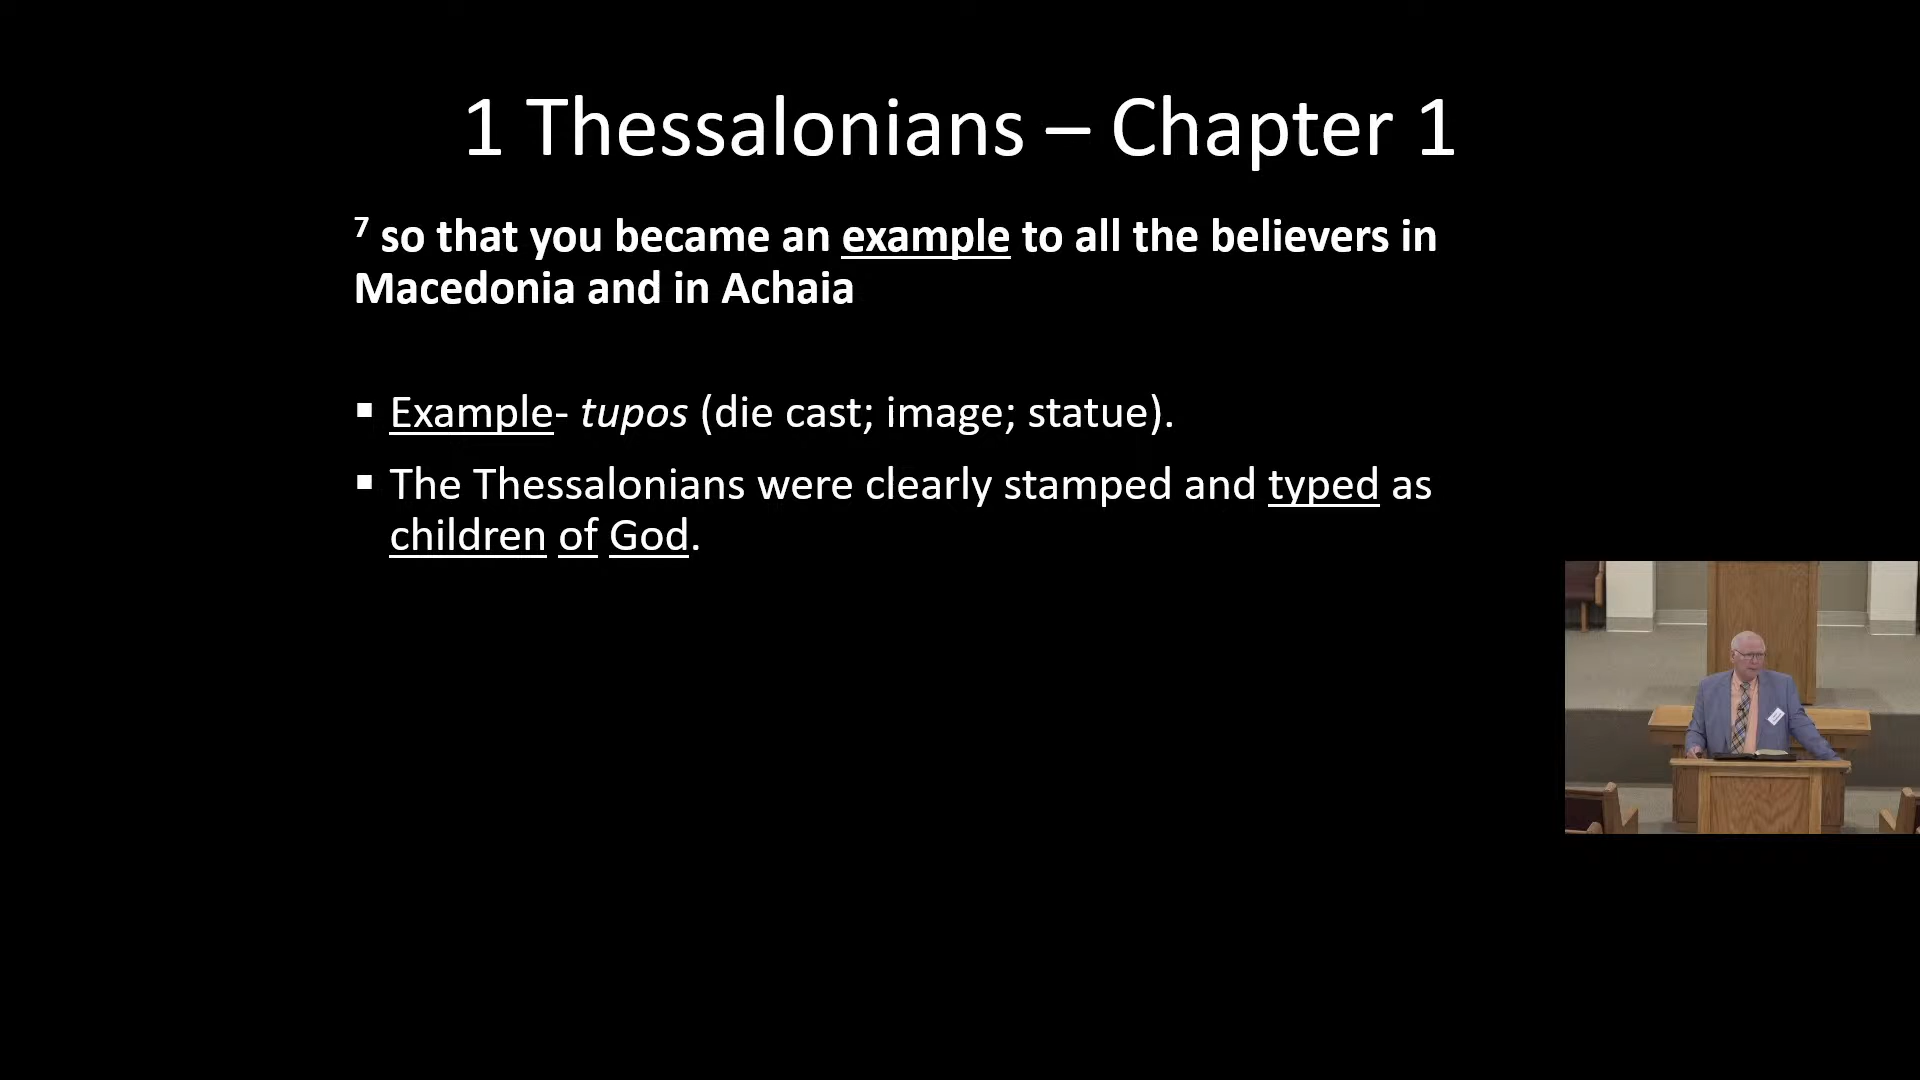 1 Thessalonians – Chapter 1
7 so that you became an example to all the believers in
Macedonia and in Achaia
▪ Example- tupos (die cast; image; statue).
▪ The Thessalonians were clearly stamped and typed as
children of God.